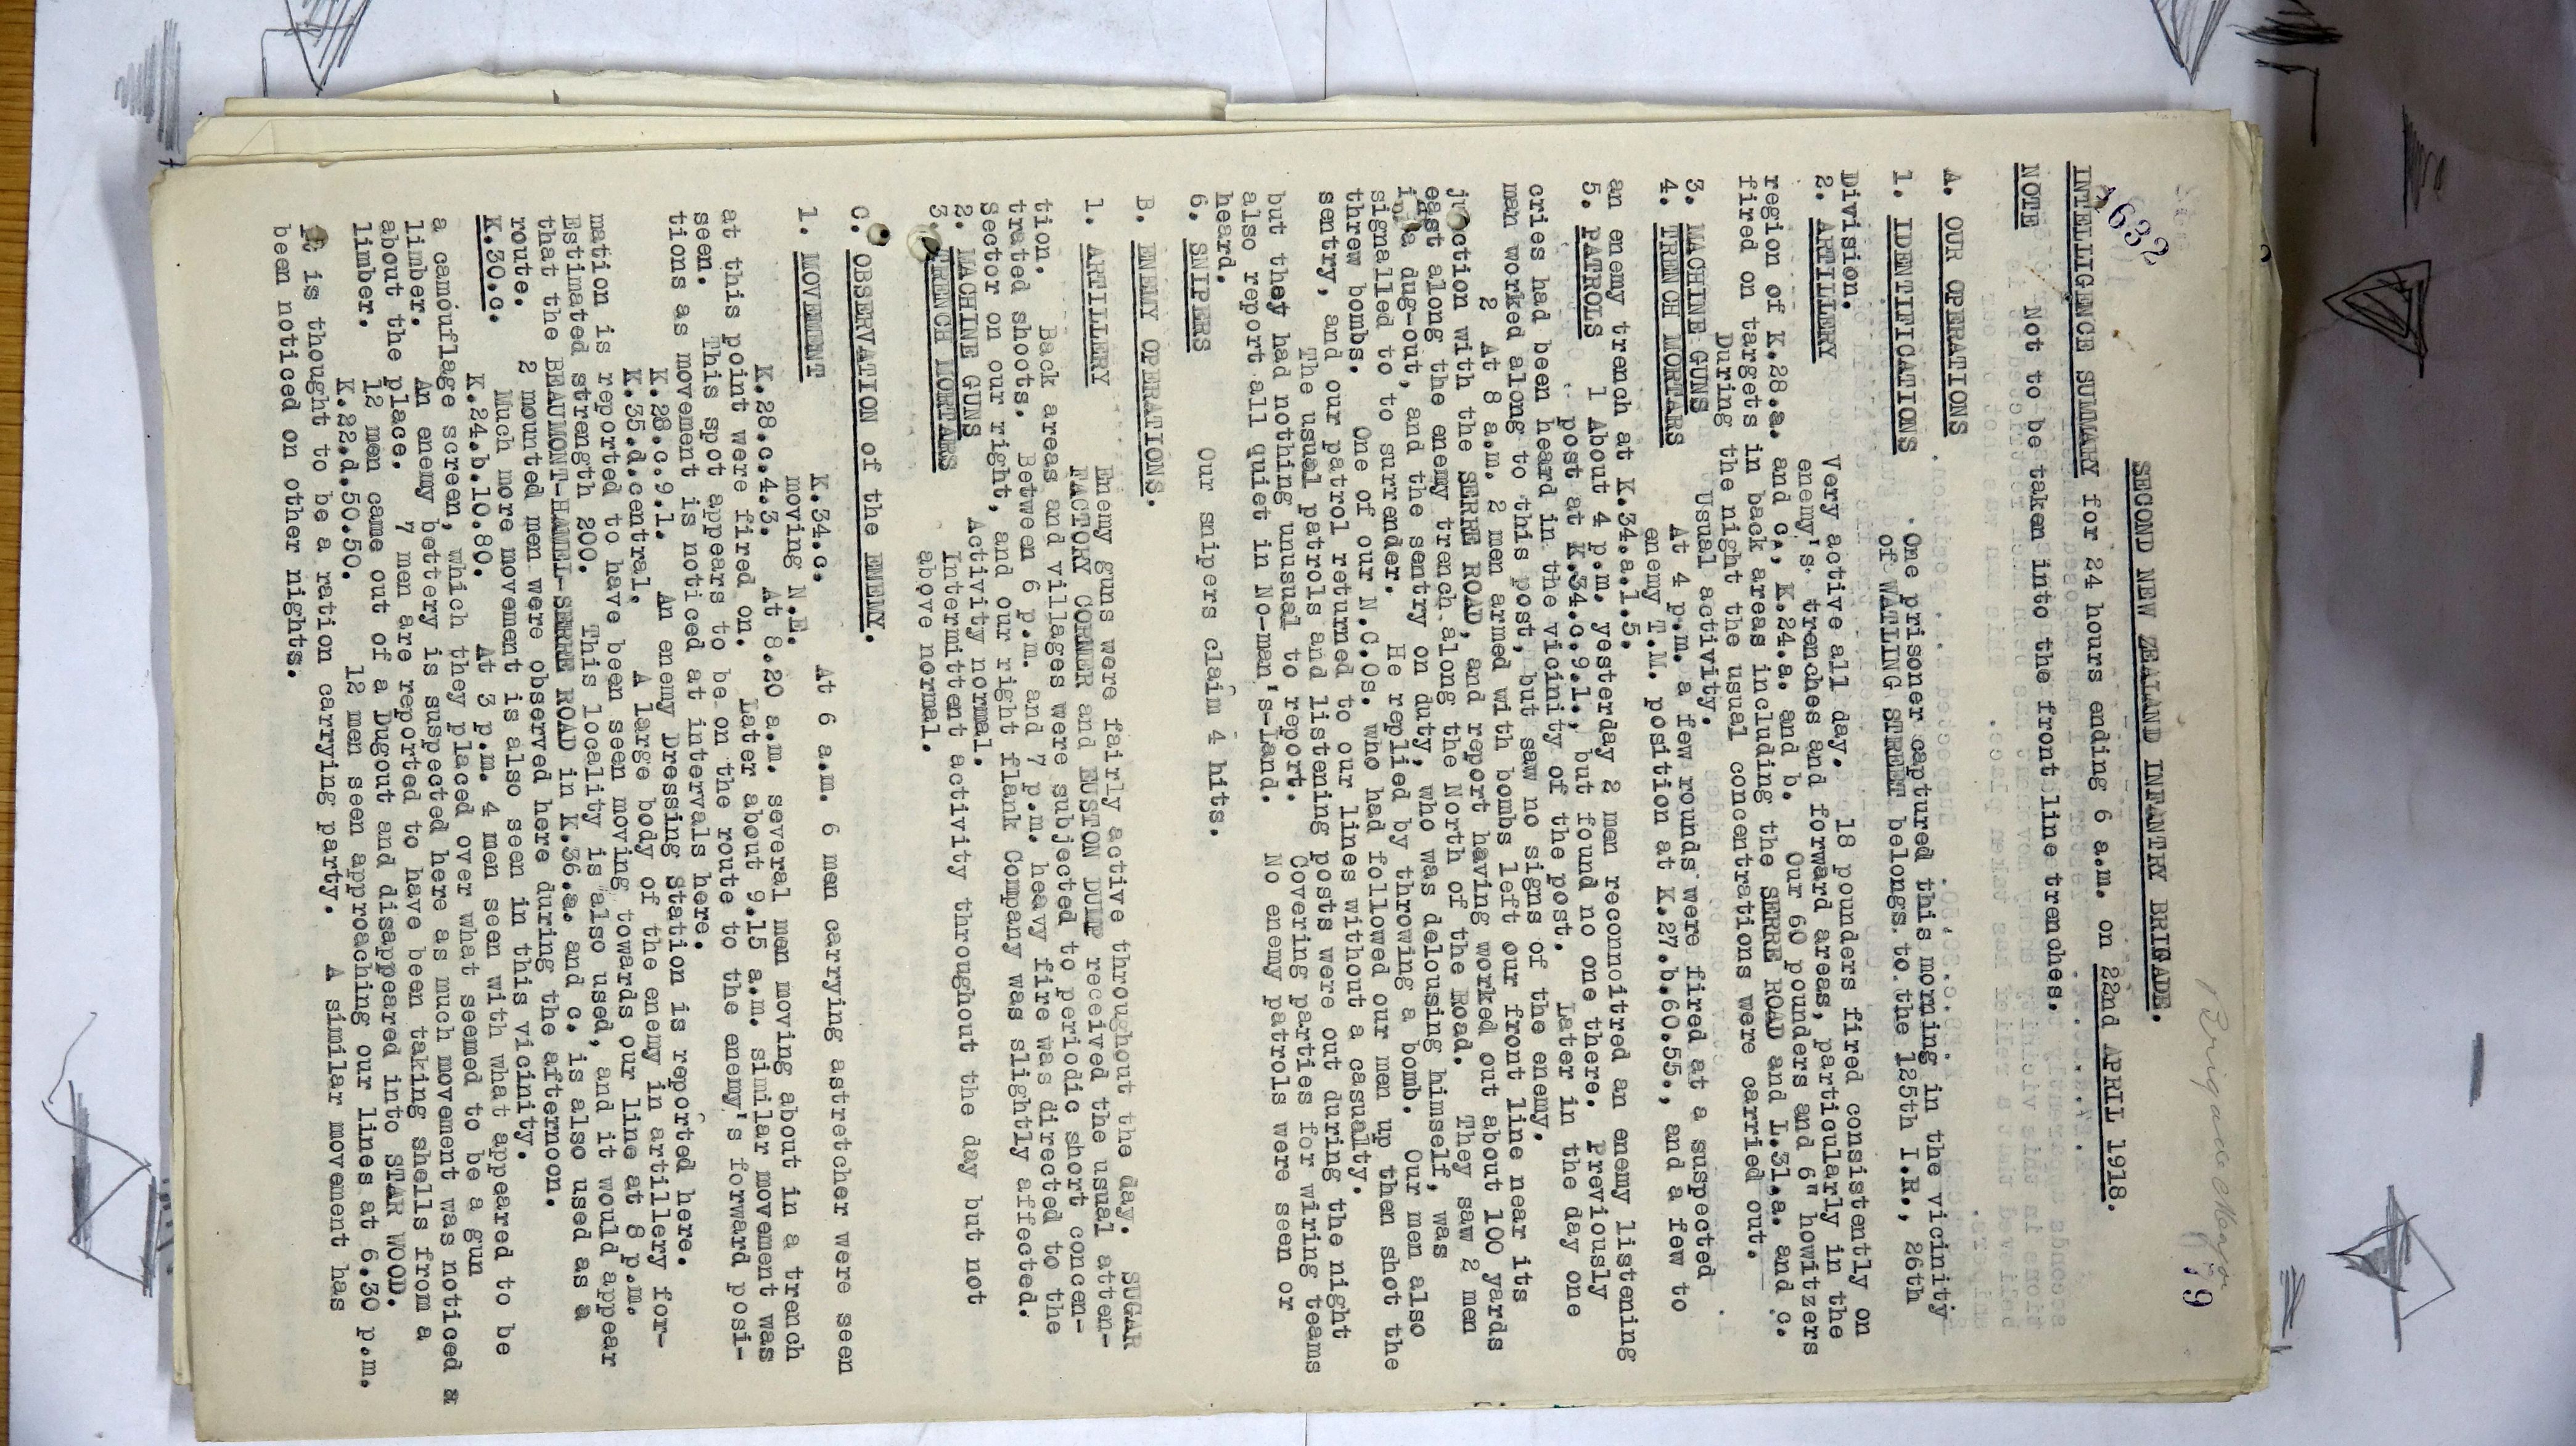 79
4632
SECOND NEW ZEALAND INFANTRY BRIGADE.
INTELLIGENCE SUMMARY for 24 hours ending 6 a.m. on 22nd APRIL 1918.
NOTE Not to be taken into the front line trenches.
A. OUR OPERATIONS
1. IDENTIFICATIONS One prisoner captured this morning in the vicinity
of WATLING STREET belongs to the 125th I.R., 26th
Division.
2. ARTILLERY Very active all day. 18 pounders fired consistently on
enemy's trenches and forward areas, particularly in the
region of K.28.a. and c., K.24.a. and b. Our 60 pounders and 6" howitzers
fired on targets in back areas including the SERRE ROAD and L.31.a. and c.
During the night the usual concentrations were carried out.
3. MACHINE GUNS Usual activity.
4. TRENCH MORTARS At 4 p.m. a few rounds were fired at a suspected
enemy T.M. position at K.27.b.60.55., and a few to
an enemy trench at K.34.a.1.5.
5. PATROLS 1 About 4 p.m. yesterday 2 men reconnoitred an enemy listening
post at K.34.c.9.1., but found no one there. Previously
cries had been heard in the vicinity of the post. Later in the day one
man worked along to this post, but saw no signs of the enemy.
2 At 8 a.m. 2 men armed with bombs left our front line near its
junction with the SERRE ROAD, and report having worked out about 100 yards
east along the enemy trench along the North of the Road. They saw 2 men
in a dug-out, and the sentry on duty, who was delousing himself, was
signalled to to surrender. He replied by throwing a bomb. Our men also
threw bombs. One of our N.C.Os. who had followed our men up then shot the
sentry, and our patrol returned to our lines without a casualty.
The usual patrols and listening posts were out during the night
but they had nothing unusual to report. Covering parties for wiring teams
also report all quiet in No-man's-land. No enemy patrols were seen or
heard.
6. SNIPERS Our snipers claim 4 hits.
B. ENEMY OPERATIONS.
1. ARTILLERY Enemy guns were fairly active throughout the day. SUGAR
FACTORY CORNER and EUSTON DUMP received the usual atten-
tion. Back areas and villages were subjected to periodic short concen-
trated shoots. Between 6 p.m. and 7 p.m. heavy fire was directed to the
Sector on our right, and our right flank Company was slightly affected.
2. MACHINE GUNS Activity normal.
3. TRENCH MORTARS Intermittent activity throughout the day but not
above normal.
C. OBSERVATION of the ENEMY.
1. MOVEMENT K.34.c. At 6 a.m. 6 men carrying astretcher were seen
moving N.E.
K.28.c.4.3. At 8.20 a.m. several men moving about in a trench
at this point were fired on. Later about 9.15 a.m. similar movement was
seen. This spot appears to be on the route to the enemy's forward posi-
tions as movement is noticed at intervals here.
K.28.c.9.1. An enemy Dressing Station is reported here.
K.35.d.central. A large body of the enemy in artillery for-
mation is reported to have been seen moving towards our line at 8 p.m.
Estimated strength 200. This locality is also used, and it would appear
that the BEAUMONT-HAMEL-SERRE ROAD in K.36.a. and c. is also used as a
route. 2 mounted men were observed here during the afternoon.
K.30.c. Much more movement is also seen in this vicinity.
K.24.b.10.80. At 3 p.m. 4 men seen with what appeared to be
a camouflage screen, which they placed over what seemed to be a gun
limber. An enemy bettery is suspected here as much movement was noticed a
about the place. 7 men are reported to have been taking shells from a
limber. 12 men came out of a Dugout and disappeared into STAR WOOD.
K.22.d.50.50. 12 men seen approaching our lines at 6.30 p.m.
It is thought to be a ration carrying party. A similar movement has
been noticed on other nights.